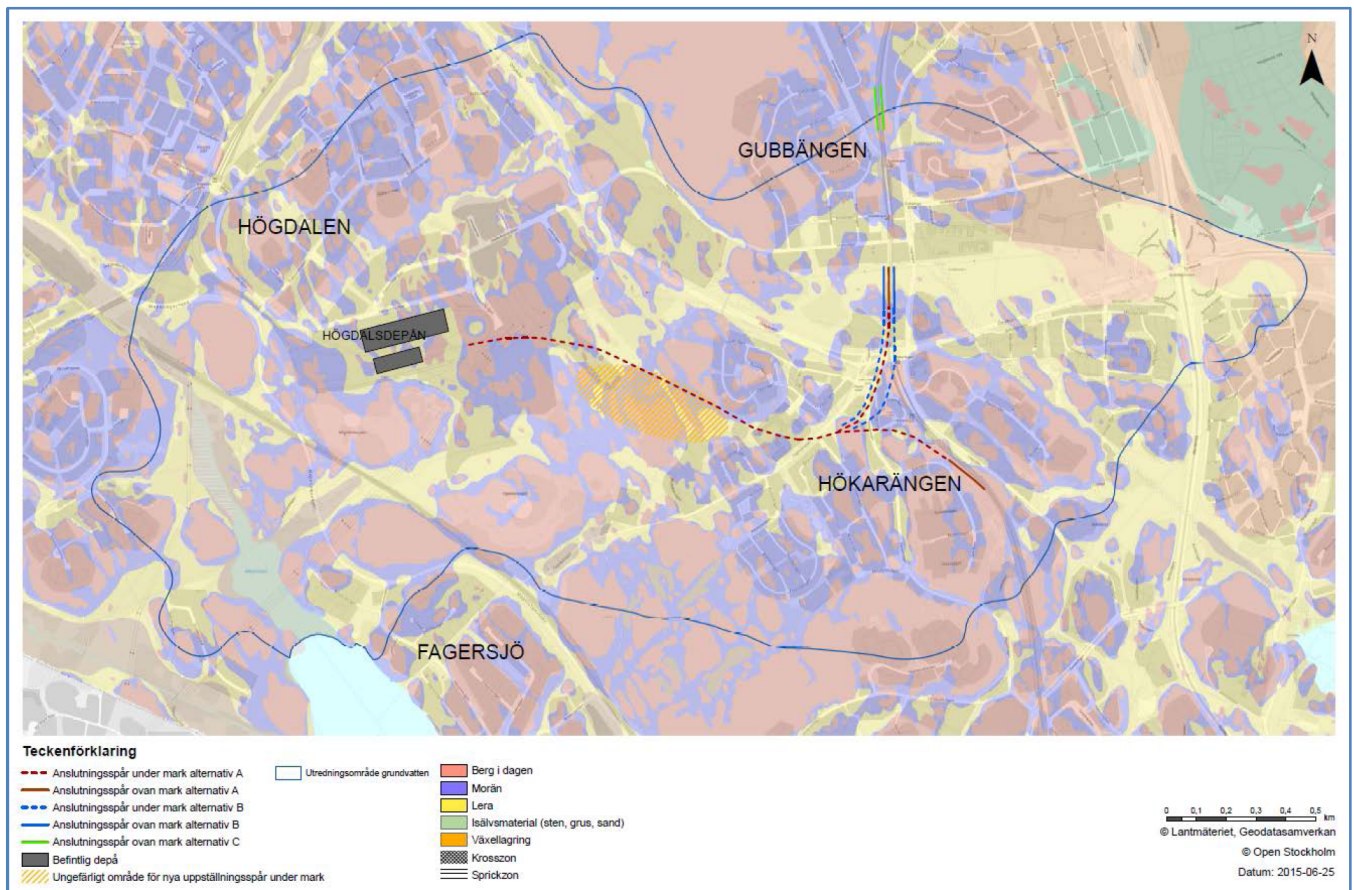 N
GUBBÄNGEN
HÖGDALEN
HÖGDALSDEPÅN
HÖKARÄNGEN
FAGERSJÖ
Teckenförklaring
Anslutningsspår under mark alternativ A
Anslutningsspår ovan mark alternativ A
Anslutningsspår under mark alternativ B
Anslutningsspår ovan mark alternativ B
Anslutningsspår ovan mark alternativ C
Befintlig depå
Ungefärligt område för nya uppställningsspår under mark
Utredningsområde grundvatten
Berg i dagen
Morän
Lera
Isälvsmaterial (sten, grus, sand)
Växellagring
Krosszon
Sprickzon
0 0,1 0,2 0,3 0,4 0,5 km
© Lantmäteriet, Geodatasamverkan
© Open Stockholm
Datum: 2015-06-25